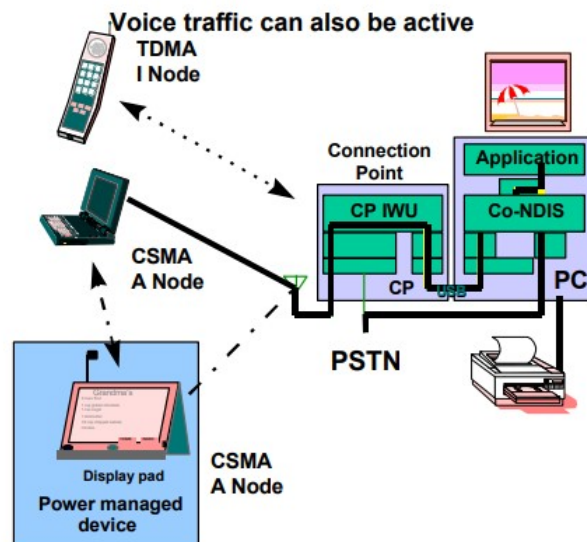 Voice traffic can also be active
TDMA
I Node
Connection
Point
Application
CP IWU
Co-NDIS
CSMA
A Node
CP
USB
PC
PSTN
Grandma's
Display pad
Power managed
device
CSMA
A Node